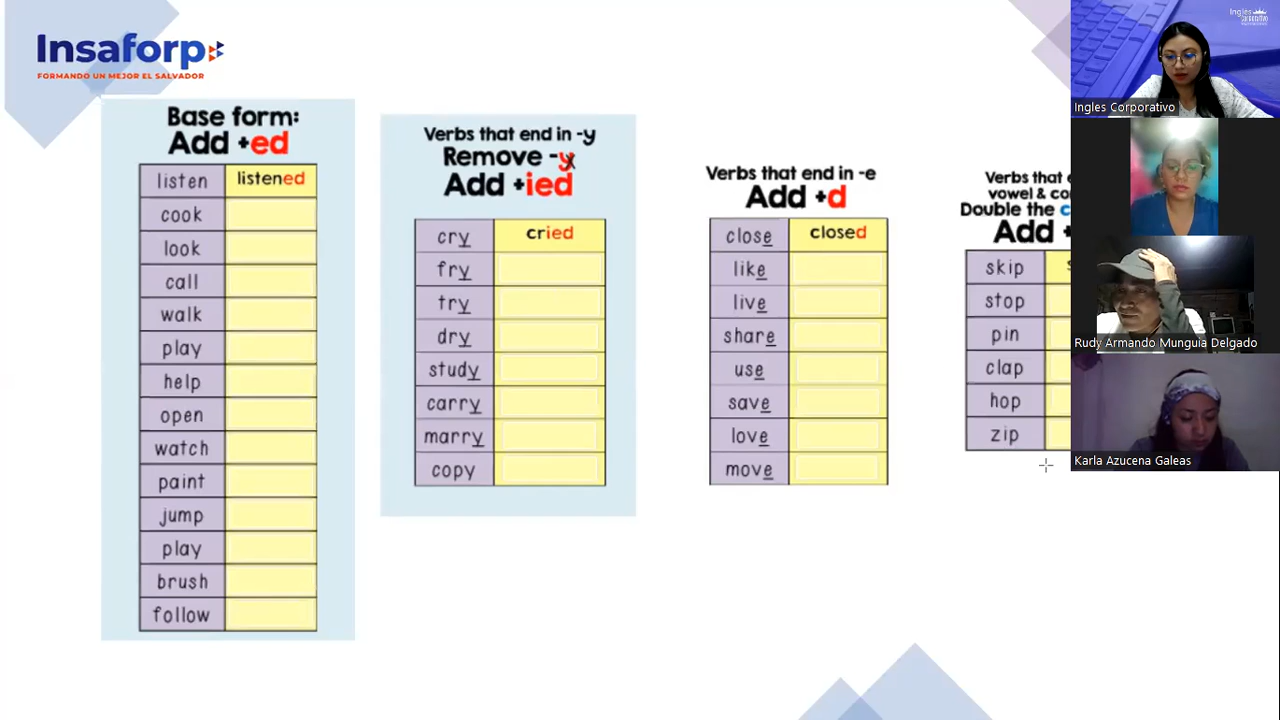 Insaforp
FORMANDO UN MEJOR EL SALVADOR
Base form:
Add +ed
listen listened
cook
look
call
walk
play
help
open
watch
paint
jump
play
brush
follow
Verbs that end in -y
Remove -y
Add +ied
cry cried
fry
try
dry
study
carry
marry
copy
Verbs that end in -e
Add +d
close closed
like
live
share
use
save
love
move
Verbs that
vowel &
Double the
Add +
skip
stop
pin
clap
hop
zip
Ingles
Ingles Corporativo
Rudy Armando Munguia Delgado
Karla Azucena Galeas